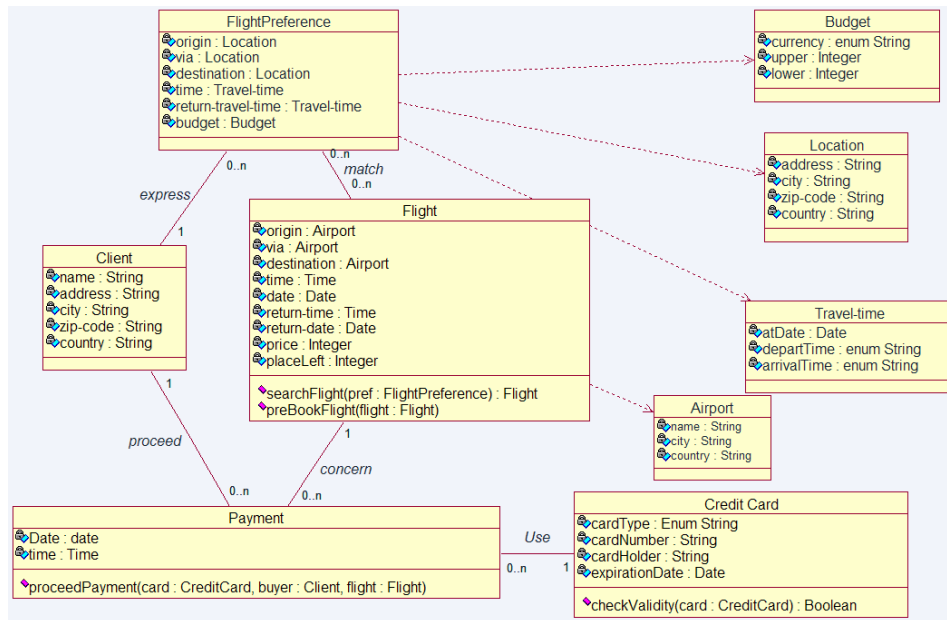 FlightPreference
origin : Location
via : Location
destination : Location
time : Travel-time
return-travel-time : Travel-time
budget : Budget
Budget
currency : enum String
upper : Integer
lower : Integer
Location
address : String
city : String
zip-code : String
country : String
0..n
0..n
match
0..n
express
1
Flight
origin : Airport
via : Airport
destination : Airport
time : Time
date : Date
return-time : Time
return-date : Date
price : Integer
placeLeft : Integer
searchFlight(pref : FlightPreference) : Flight
preBookFlight(flight : Flight)
Client
name : String
address : String
city : String
zip-code : String
country : String
Travel-time
atDate : Date
departTime : enum String
arrivalTime : enum String
Airport
name : String
city : String
country : String
1
proceed
0..n
1
concern
0..n
Payment
Date : date
time : Time
proceedPayment(card : CreditCard, buyer : Client, flight : Flight)
Use
0..n
1
Credit Card
cardType : Enum String
cardNumber : String
cardHolder : String
expirationDate : Date
checkValidity(card : CreditCard) : Boolean